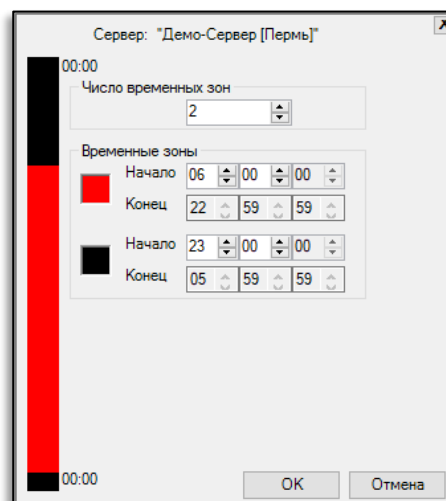 Сервер: "Демо-Сервер [Пермь]"
00:00
Число временных зон
2
Временные зоны
Начало 06 00 00
Конец 22 59 59
Начало 23 00 00
Конец 05 59 59
00:00
OK Отмена